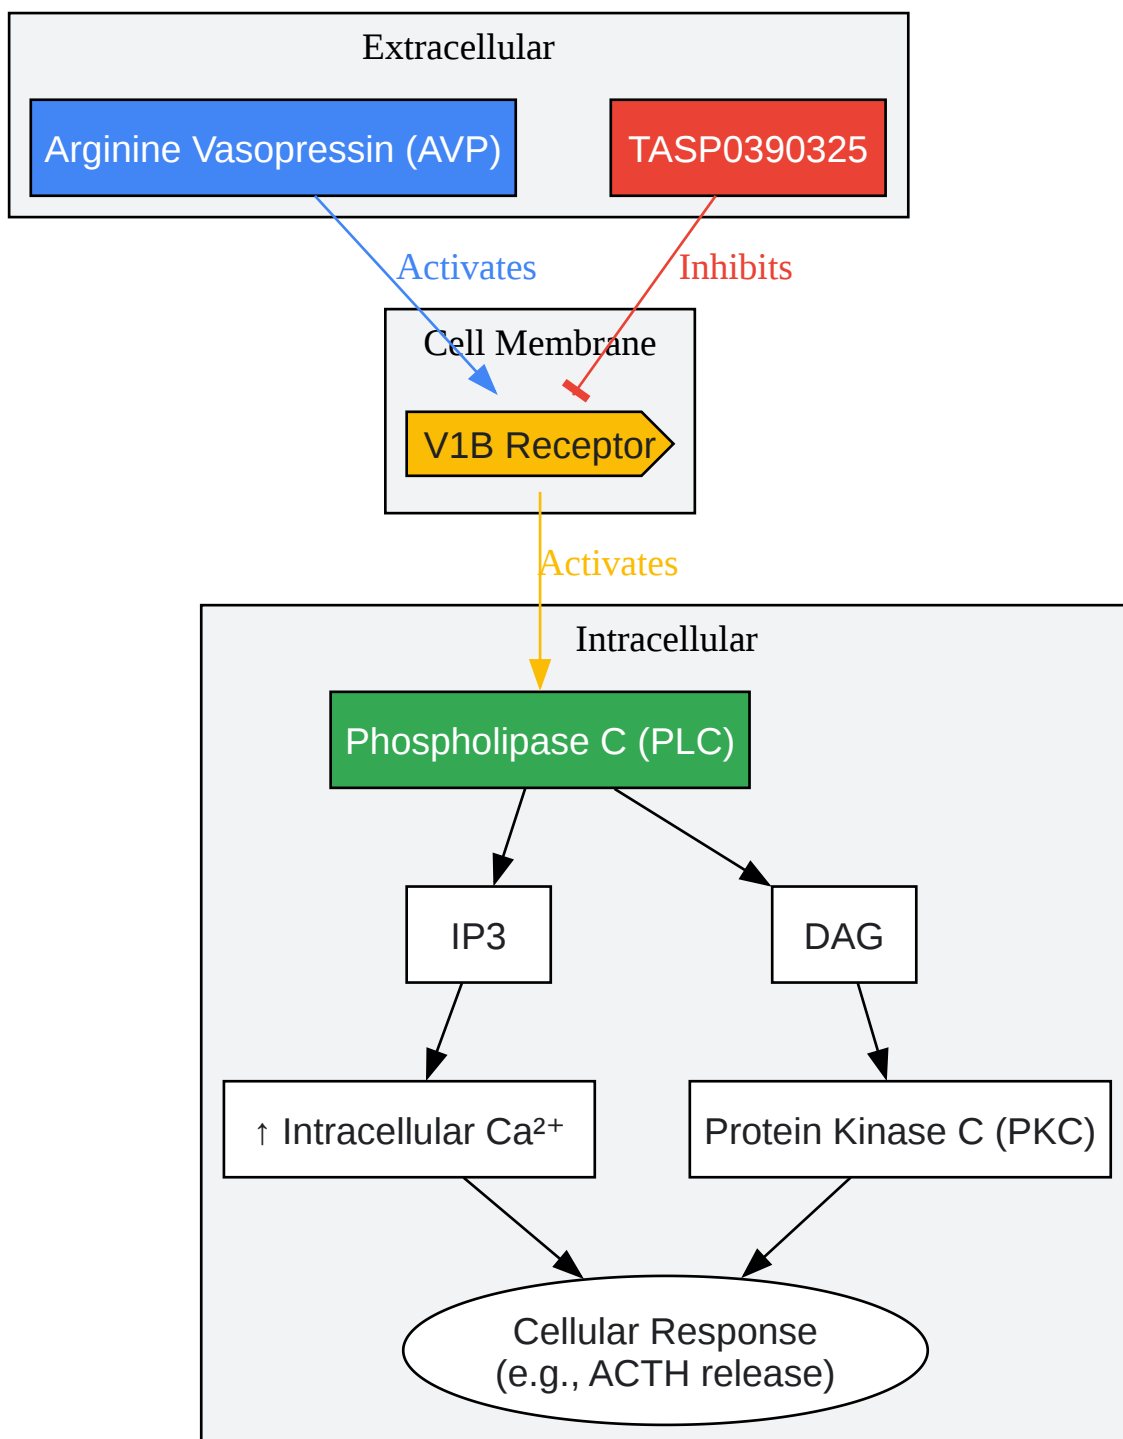 Extracellular
Arginine Vasopressin (AVP)
TASP0390325
Activates
Inhibits
Cell Membrane
V1B Receptor
Activates
Intracellular
Phospholipase C (PLC)
IP3
DAG
↑ Intracellular Ca²⁺
Protein Kinase C (PKC)
Cellular Response
(e.g., ACTH release)